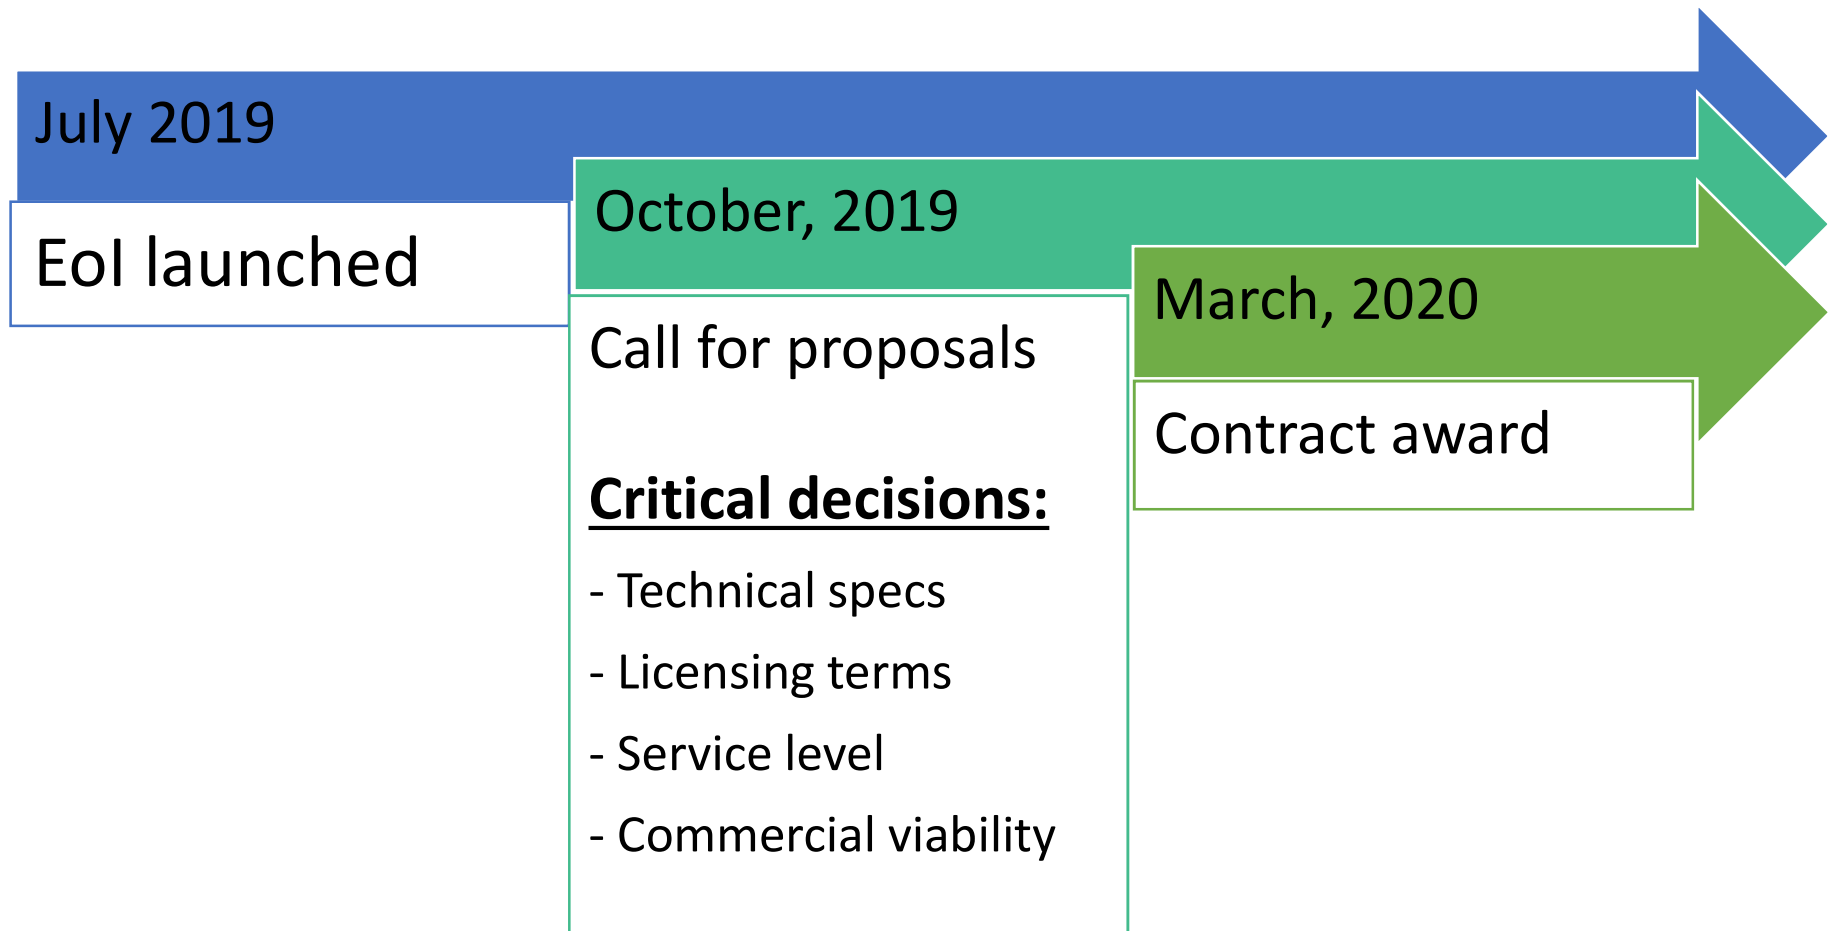 July 2019
EoI launched
October, 2019
Call for proposals
Critical decisions:
- Technical specs
- Licensing terms
- Service level
- Commercial viability
March, 2020
Contract award